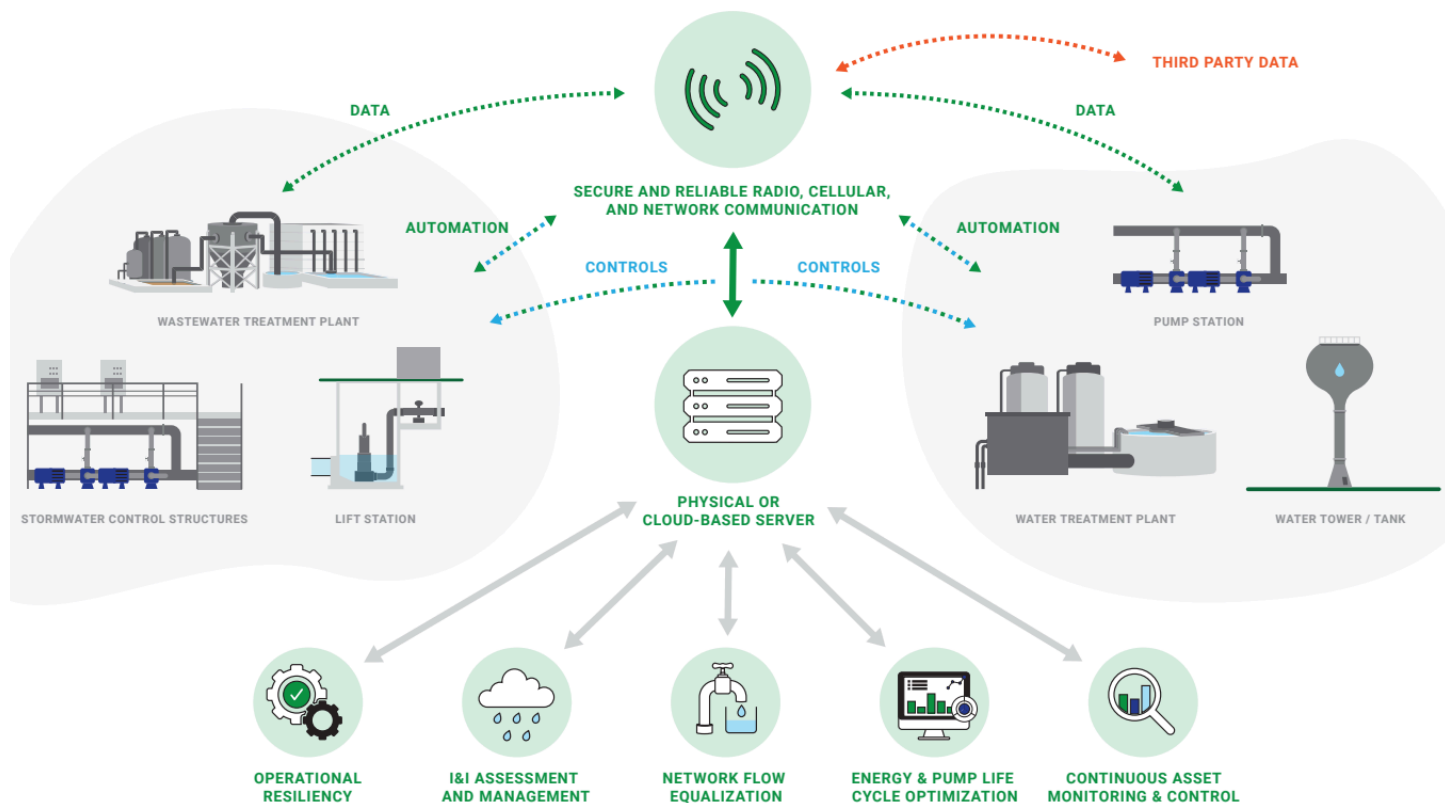 THIRD PARTY DATA
DATA
DATA
SECURE AND RELIABLE RADIO, CELLULAR,
AND NETWORK COMMUNICATION
AUTOMATION
AUTOMATION
CONTROLS
CONTROLS
WASTEWATER TREATMENT PLANT
PUMP STATION
STORMWATER CONTROL STRUCTURES
LIFT STATION
PHYSICAL OR
CLOUD-BASED SERVER
WATER TREATMENT PLANT
WATER TOWER / TANK
OPERATIONAL
RESILIENCY
I&I ASSESSMENT
AND MANAGEMENT
NETWORK FLOW
EQUALIZATION
ENERGY & PUMP LIFE
CYCLE OPTIMIZATION
CONTINUOUS ASSET
MONITORING & CONTROL